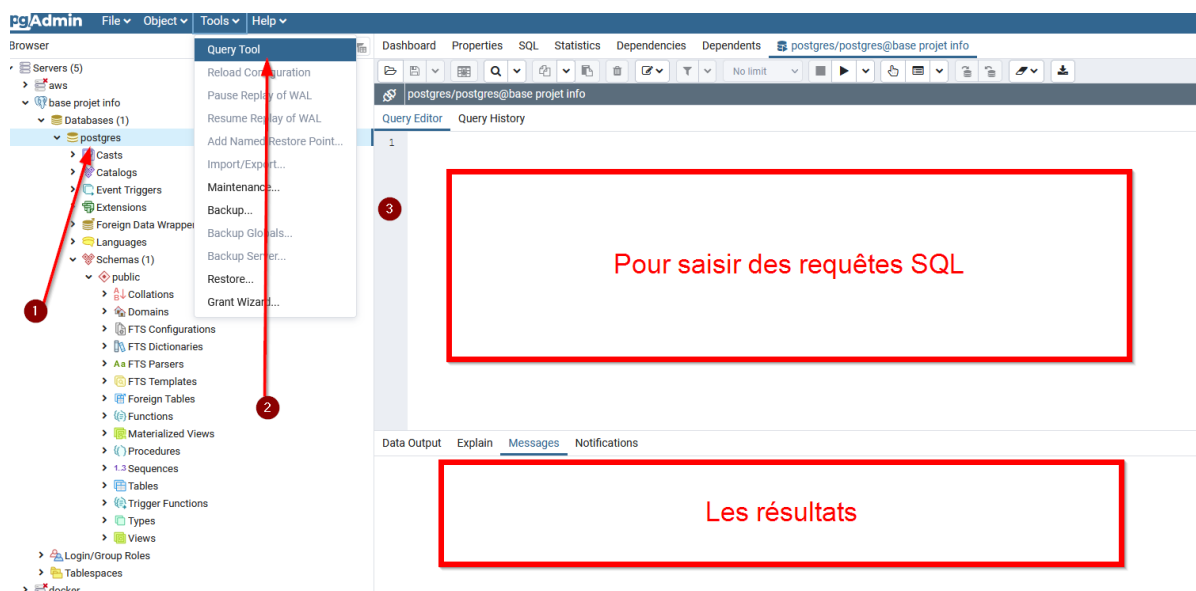 pgAdmin File Object Tools Help
Browser
Servers (5)
aws
base projet info
Databases (1)
postgres
Casts
Catalogs
Event Triggers
Extensions
Foreign Data Wrapper
Languages
Schemas (1)
public
Collations
Domains
FTS Configurations
FTS Dictionaries
FTS Parsers
FTS Templates
Foreign Tables
Functions
Materialized Views
Procedures
1.3 Sequences
Tables
Trigger Functions
Types
Views
Login/Group Roles
Tablespaces
docker
1
Query Tool
Reload Configuration
Pause Replay of WAL
Resume Replay of WAL
Add Named Restore Point...
Import/Export...
Maintenance...
Backup...
Backup Globals...
Backup Server...
Restore...
Grant Wizard...
2
Dashboard Properties SQL Statistics Dependencies Dependents postgres/postgres@base projet info
No limit
postgres/postgres@base projet info
Query Editor Query History
1
3
Pour saisir des requêtes SQL
Data Output Explain Messages Notifications
Les résultats